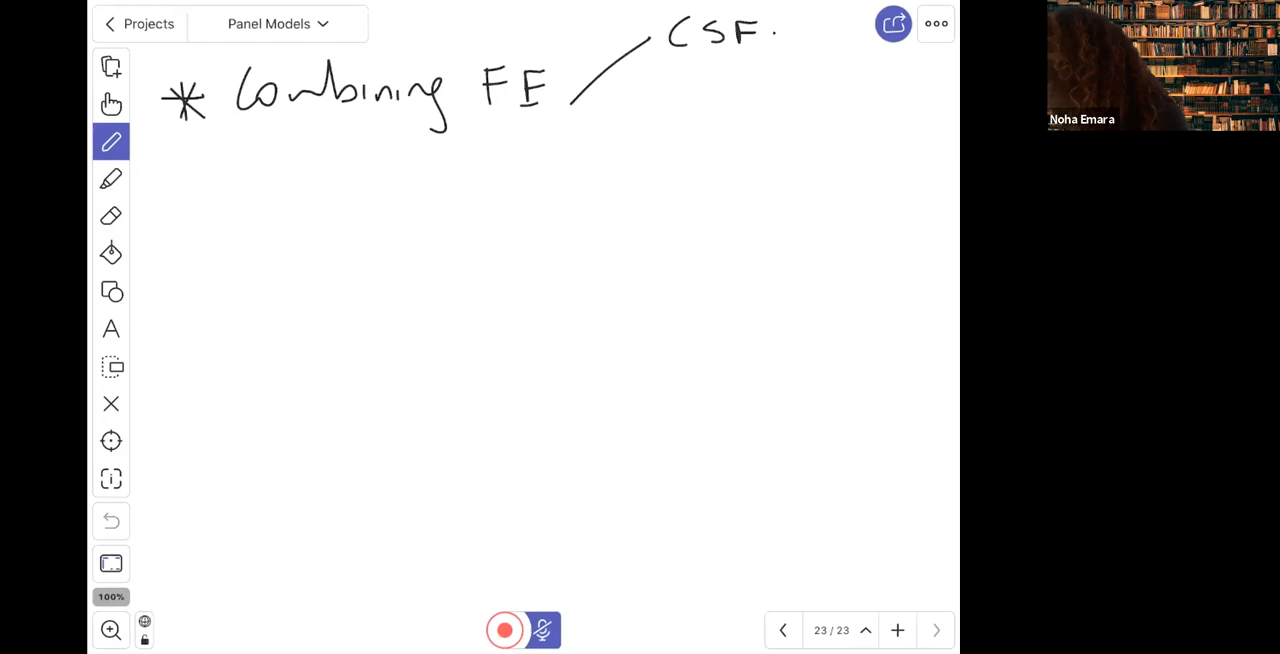 Projects
Panel Models
CSF.
* Combining FE
Noha Emara
A
100%
23 / 23